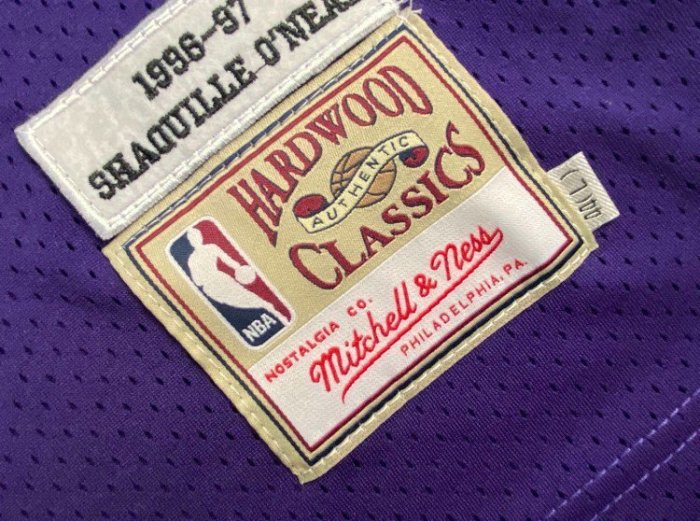 1996-97
SHAQUILLE O'NEAL
HARDWOOD
AUTHENTIC
CLASSICS
NBA
NOSTALGIA CO.
Mitchell & Ness
PHILADELPHIA, PA.